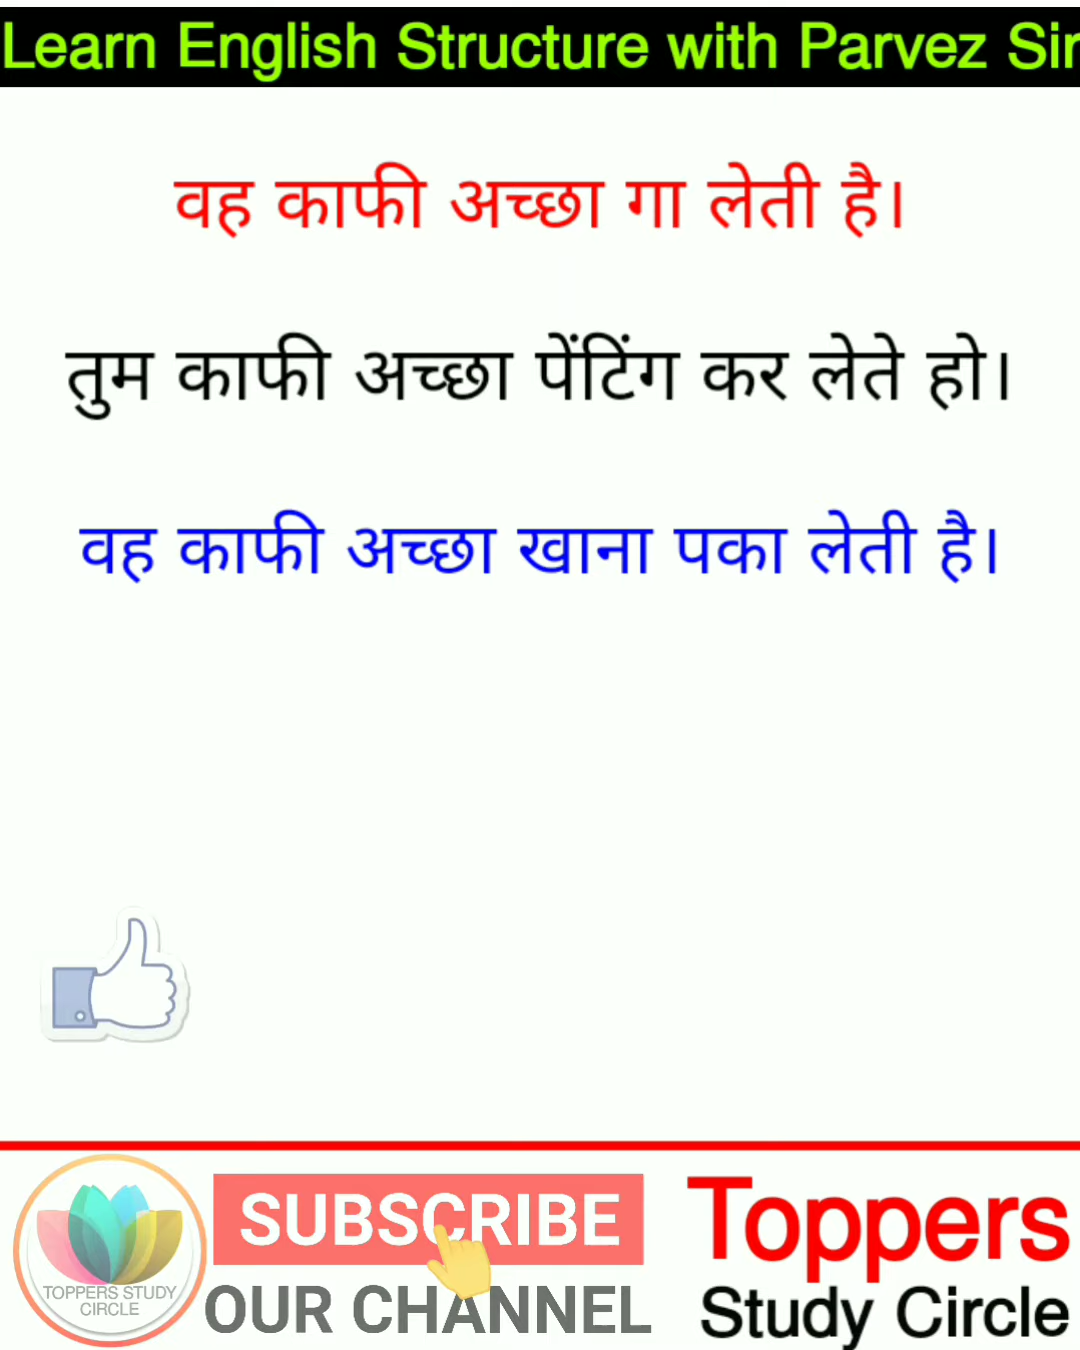 Learn English Structure with Parvez Sir
वह काफी अच्छा गा लेती है।
तुम काफी अच्छा पेंटिंग कर लेते हो।
वह काफी अच्छा खाना पका लेती है।
TOPPERS STUDY
CIRCLE
SUBSCRIBE
OUR CHANNEL
Toppers
Study Circle